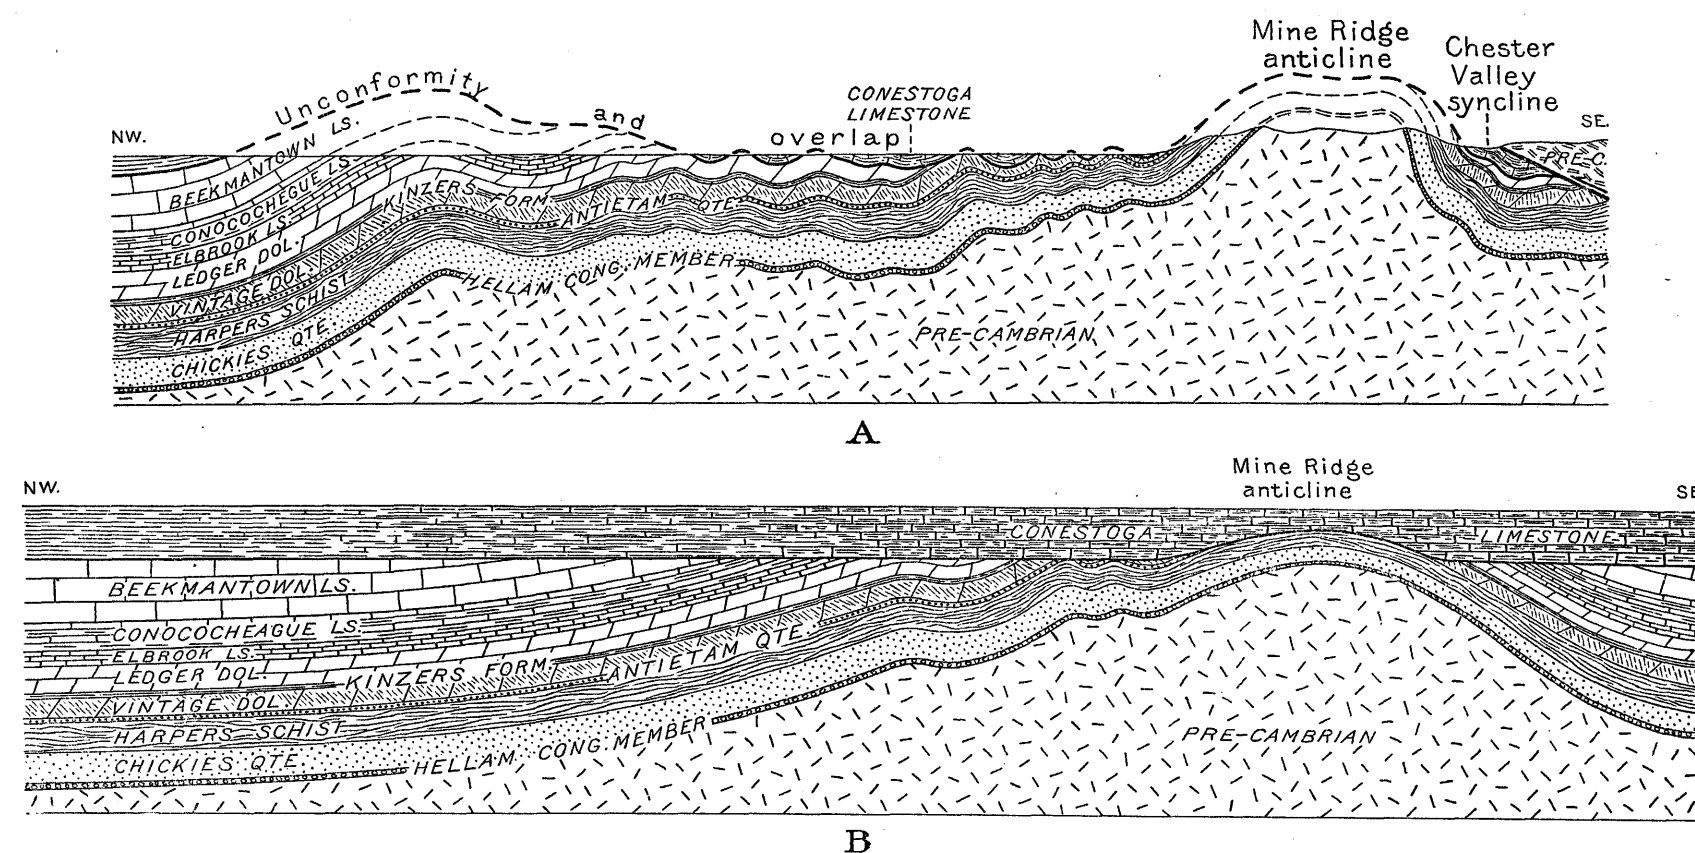 Mine Ridge
anticline
Chester
Valley
syncline
Unconformity and overlap
CONESTOGA
LIMESTONE
NW.
SE.
BEEKMANTOWN LS.
CONOCOCHEGUE LS.
ELBROOK LS.
LEDGER DOL.
KINZERS FORM.
VINTAGE DOL.
ANTIETAM QTE.
HARPERS SCHIST
CHICKIES QTE.
HELLAM CONG. MEMBER
PRE-CAMBRIAN
PRE-C.
A
Mine Ridge
anticline
NW.
SE
CONESTOGA LIMESTONE
BEEKMANTOWN LS.
CONOCOCHEAGUE LS.
ELBROOK LS.
LEDGER DOL.
KINZERS FORM.
ANTIETAM QTE.
VINTAGE DOL.
HARPERS SCHIST
CHICKIES QTE.
HELLAM CONG. MEMBER
PRE-CAMBRIAN
B